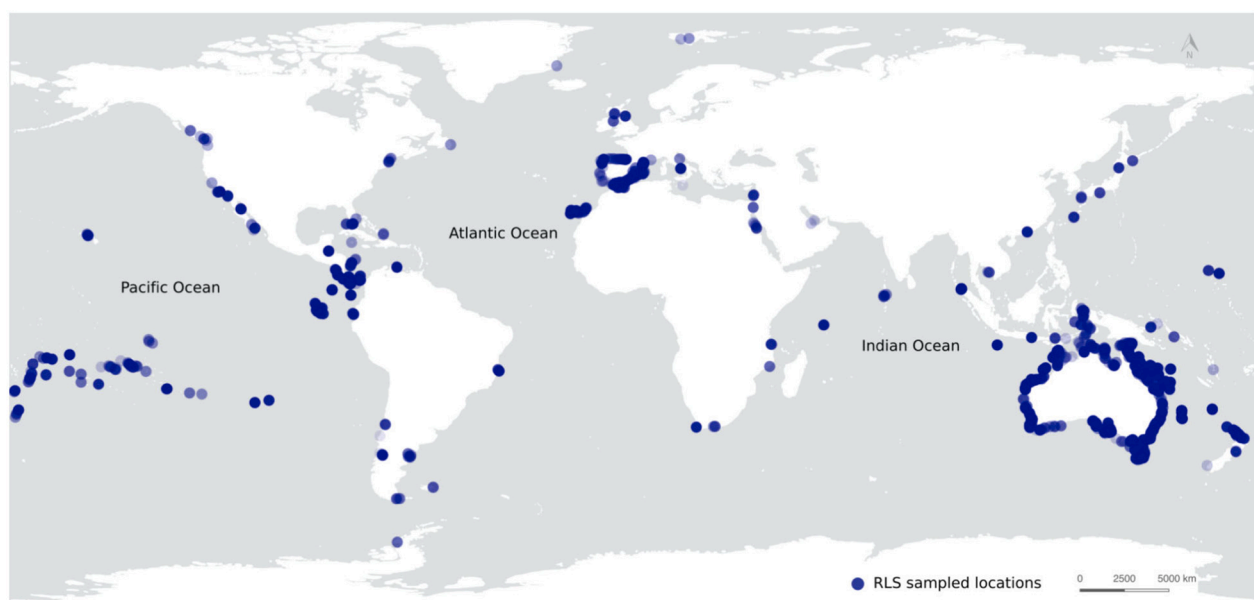 N
Atlantic Ocean
Pacific Ocean
Indian Ocean
RLS sampled locations
0 2500 5000 km